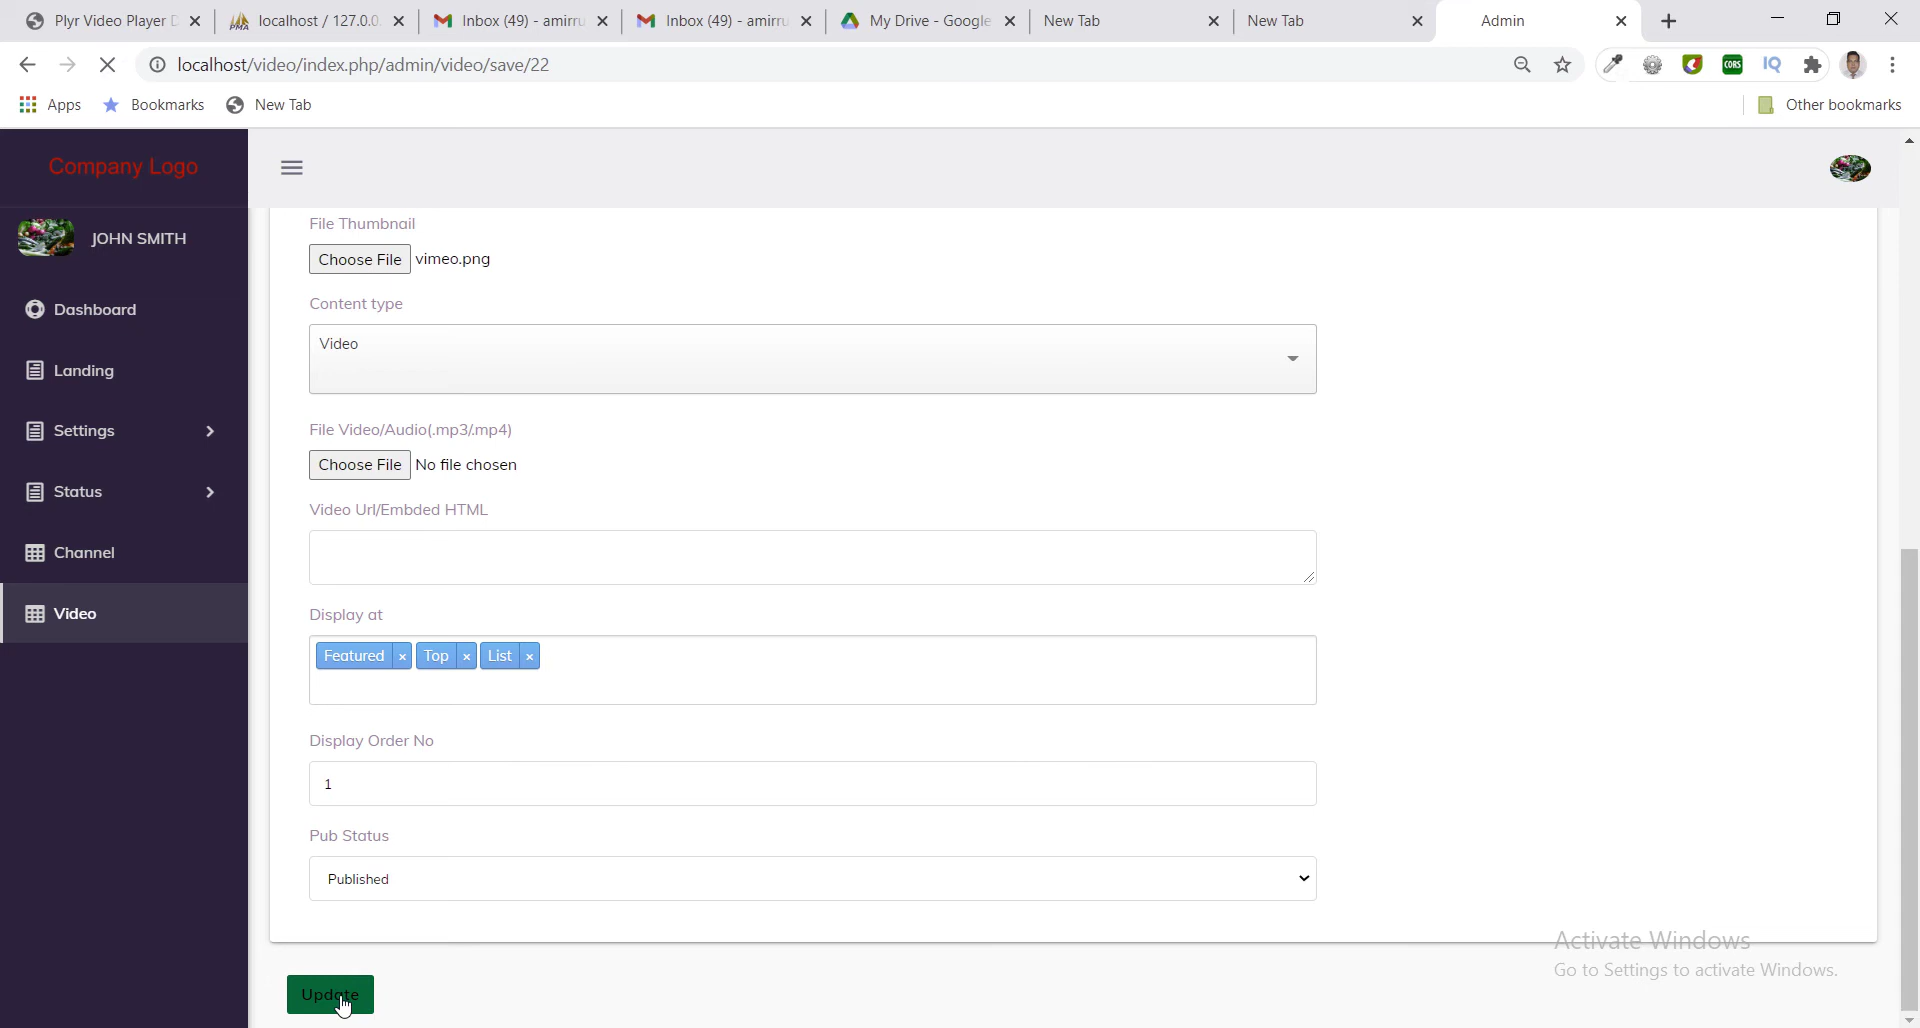 Plyr Video Player D
localhost / 127.0.0.
Inbox (49) - amirru
Inbox (49) - amirru
My Drive - Google
New Tab
New Tab
Admin
localhost/video/index.php/admin/video/save/22
CORS
IQ
Apps
Bookmarks
New Tab
Other bookmarks
Company Logo
JOHN SMITH
Dashboard
Landing
Settings
Status
Channel
Video
File Thumbnail
Choose File vimeo.png
Content type
Video
File Video/Audio(.mp3/.mp4)
Choose File No file chosen
Video Url/Embded HTML
Display at
Featured × Top × List ×
Display Order No
1
Pub Status
Published
Update
Activate Windows
Go to Settings to activate Windows.